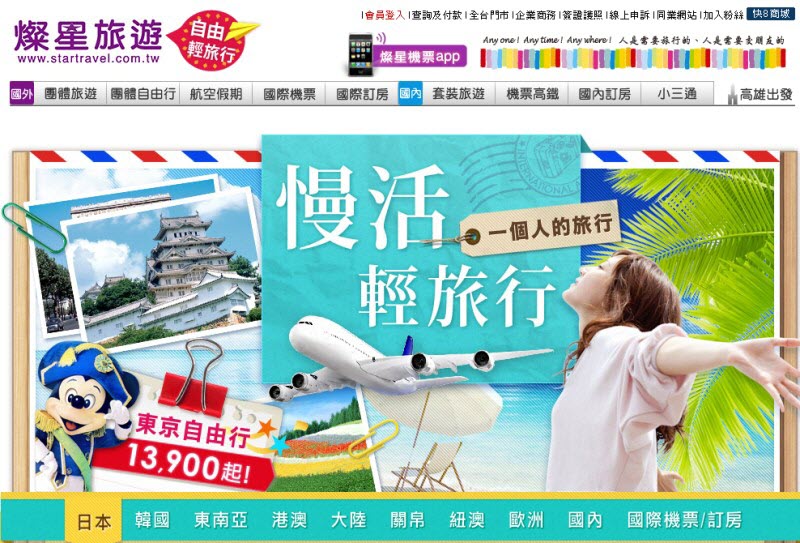 |會員登入|查詢及付款|全台門市|企業商務|簽證護照|線上申訴|同業網站|加入粉絲 快8商城
燦星旅遊
www.startravel.com.tw
自由
輕旅行
燦星機票app
Any one! Any time! Any where! 人是需要旅行的、人是需要交朋友的
國外 團體旅遊 團體自由行 航空假期 國際機票 國際訂房 國內 套裝旅遊 機票高鐵 國內訂房 小三通 高雄出發
慢活
一個人的旅行
輕旅行
INTERNATIONAL
東京自由行
13,900起!
日本 韓國 東南亞 港澳 大陸 關帛 紐澳 歐洲 國內 國際機票/訂房